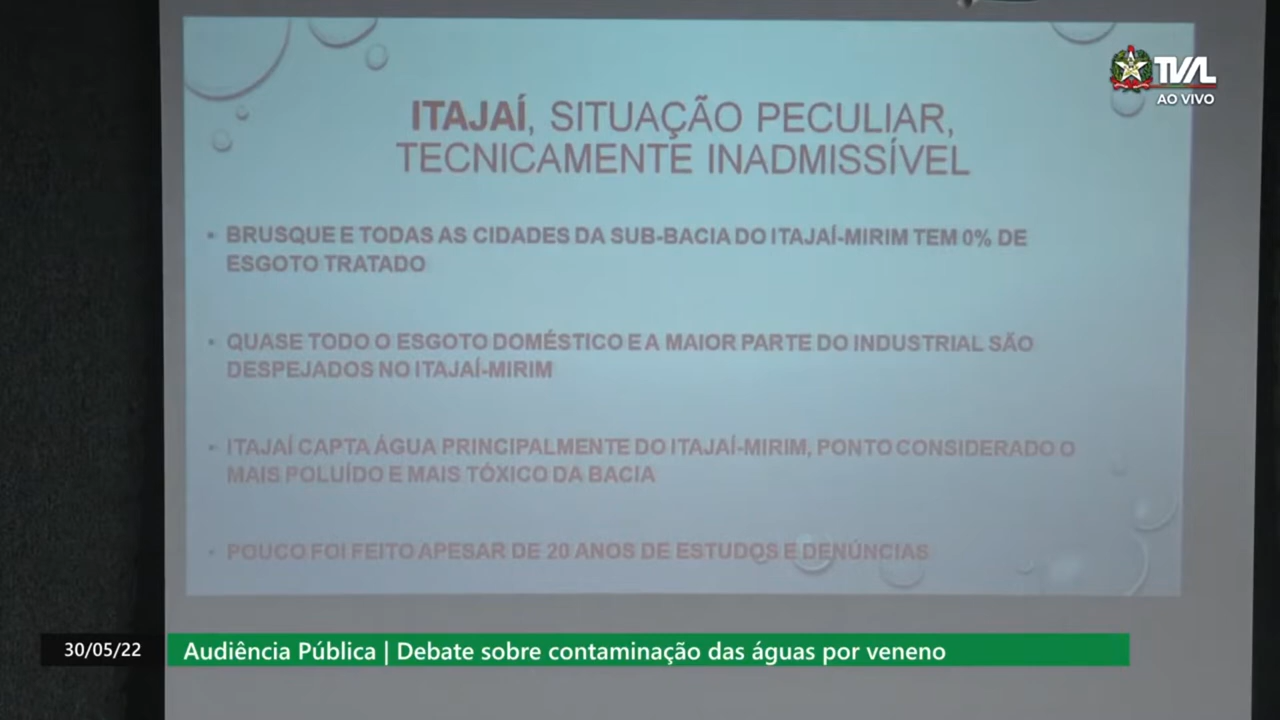 TVAL
AO VIVO
ITAJAÍ, SITUAÇÃO PECULIAR,
TECNICAMENTE INADMISSÍVEL
• BRUSQUE E TODAS AS CIDADES DA SUB-BACIA DO ITAJAÍ-MIRIM TEM 0% DE
ESGOTO TRATADO
• QUASE TODO O ESGOTO DOMÉSTICO E A MAIOR PARTE DO INDUSTRIAL SÃO
DESPEJADOS NO ITAJAÍ-MIRIM
• ITAJAÍ CAPTA ÁGUA PRINCIPALMENTE DO ITAJAÍ-MIRIM, PONTO CONSIDERADO O
MAIS POLUÍDO E MAIS TÓXICO DA BACIA
• POUCO FOI FEITO APESAR DE 20 ANOS DE ESTUDOS E DENÚNCIAS
30/05/22
Audiência Pública | Debate sobre contaminação das águas por veneno